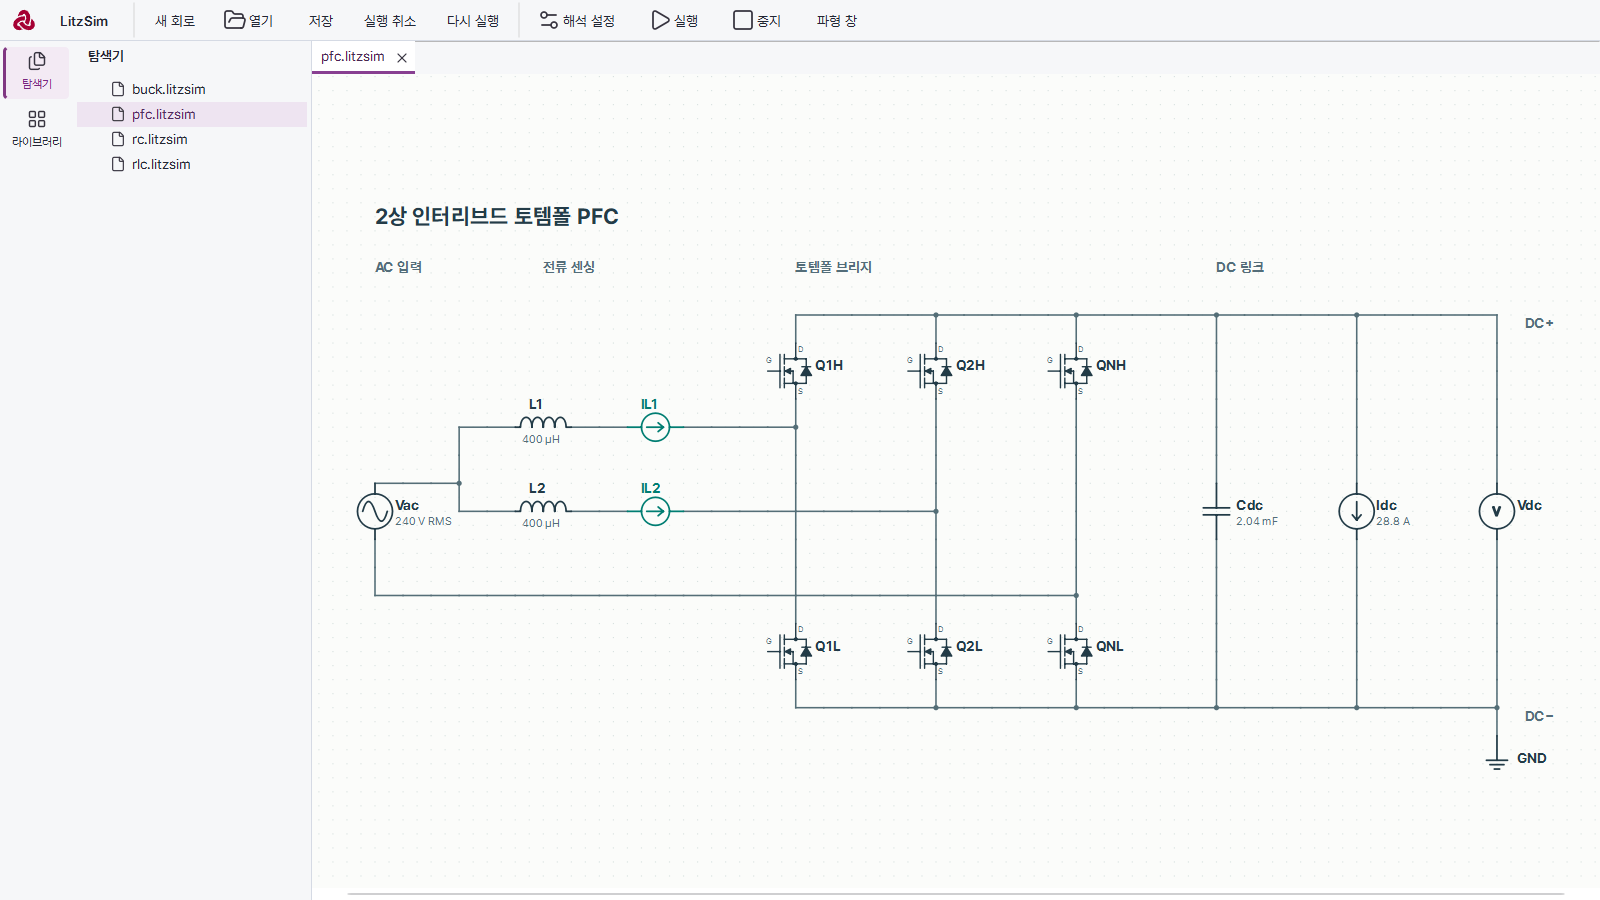 LitzSim 새 회로 열기 저장 실행 취소 다시 실행 해석 설정 실행 중지 파형 창
탐색기
라이브러리
탐색기
buck.litzsim
pfc.litzsim
rc.litzsim
rlc.litzsim
pfc.litzsim
2상 인터리브드 토템폴 PFC
AC 입력 전류 센싱 토템폴 브리지 DC 링크
DC+
G D S Q1H
G D S Q2H
G D S QNH
L1 IL1
400 µH
L2 IL2
400 µH
Vac
240 V RMS
Cdc
2.04 mF
Idc
28.8 A
V Vdc
G D S Q1L
G D S Q2L
G D S QNL
DC−
GND